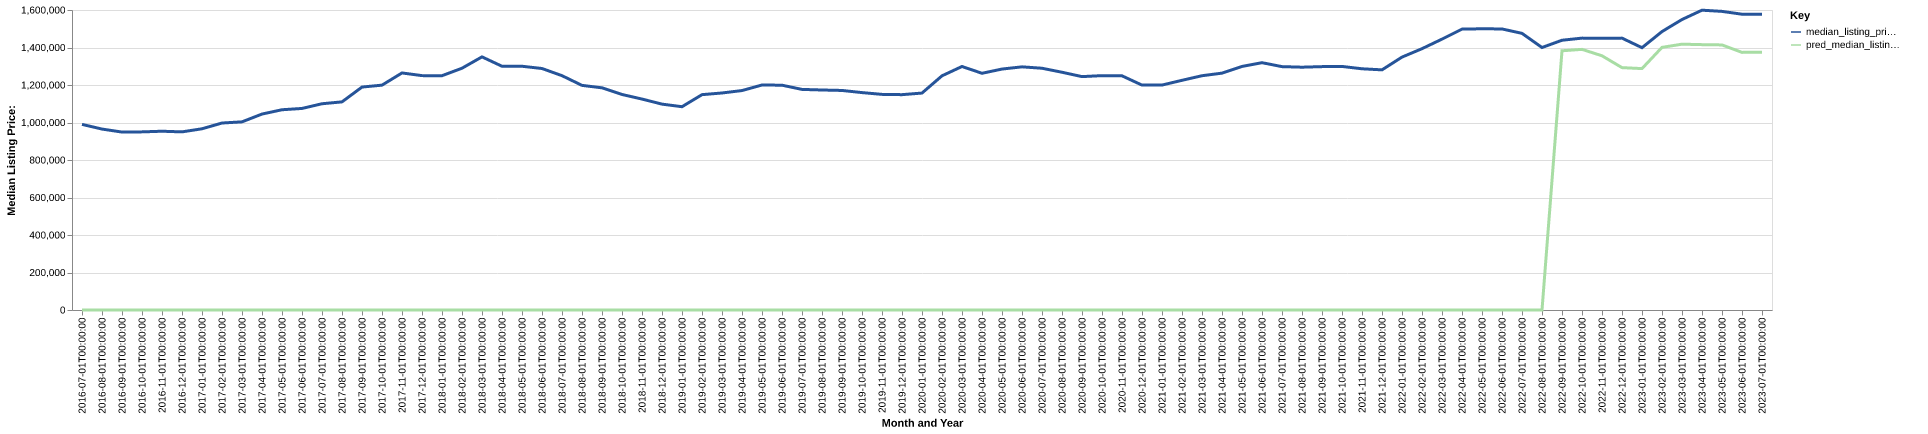 1,600,000
1,400,000
1,200,000
1,000,000
800,000
600,000
400,000
200,000
0
Median Listing Price:
2016-07-01T00:00:00
2016-08-01T00:00:00
2016-09-01T00:00:00
2016-10-01T00:00:00
2016-11-01T00:00:00
2016-12-01T00:00:00
2017-01-01T00:00:00
2017-02-01T00:00:00
2017-03-01T00:00:00
2017-04-01T00:00:00
2017-05-01T00:00:00
2017-06-01T00:00:00
2017-07-01T00:00:00
2017-08-01T00:00:00
2017-09-01T00:00:00
2017-10-01T00:00:00
2017-11-01T00:00:00
2017-12-01T00:00:00
2018-01-01T00:00:00
2018-02-01T00:00:00
2018-03-01T00:00:00
2018-04-01T00:00:00
2018-05-01T00:00:00
2018-06-01T00:00:00
2018-07-01T00:00:00
2018-08-01T00:00:00
2018-09-01T00:00:00
2018-10-01T00:00:00
2018-11-01T00:00:00
2018-12-01T00:00:00
2019-01-01T00:00:00
2019-02-01T00:00:00
2019-03-01T00:00:00
2019-04-01T00:00:00
2019-05-01T00:00:00
2019-06-01T00:00:00
2019-07-01T00:00:00
2019-08-01T00:00:00
2019-09-01T00:00:00
2019-10-01T00:00:00
2019-11-01T00:00:00
2019-12-01T00:00:00
2020-01-01T00:00:00
2020-02-01T00:00:00
2020-03-01T00:00:00
2020-04-01T00:00:00
2020-05-01T00:00:00
2020-06-01T00:00:00
2020-07-01T00:00:00
2020-08-01T00:00:00
2020-09-01T00:00:00
2020-10-01T00:00:00
2020-11-01T00:00:00
2020-12-01T00:00:00
2021-01-01T00:00:00
2021-02-01T00:00:00
2021-03-01T00:00:00
2021-04-01T00:00:00
2021-05-01T00:00:00
2021-06-01T00:00:00
2021-07-01T00:00:00
2021-08-01T00:00:00
2021-09-01T00:00:00
2021-10-01T00:00:00
2021-11-01T00:00:00
2021-12-01T00:00:00
2022-01-01T00:00:00
2022-02-01T00:00:00
2022-03-01T00:00:00
2022-04-01T00:00:00
2022-05-01T00:00:00
2022-06-01T00:00:00
2022-07-01T00:00:00
2022-08-01T00:00:00
2022-09-01T00:00:00
2022-10-01T00:00:00
2022-11-01T00:00:00
2022-12-01T00:00:00
2023-01-01T00:00:00
2023-02-01T00:00:00
2023-03-01T00:00:00
2023-04-01T00:00:00
2023-05-01T00:00:00
2023-06-01T00:00:00
2023-07-01T00:00:00
Month and Year
Key
median_listing_pri…
pred_median_listin…